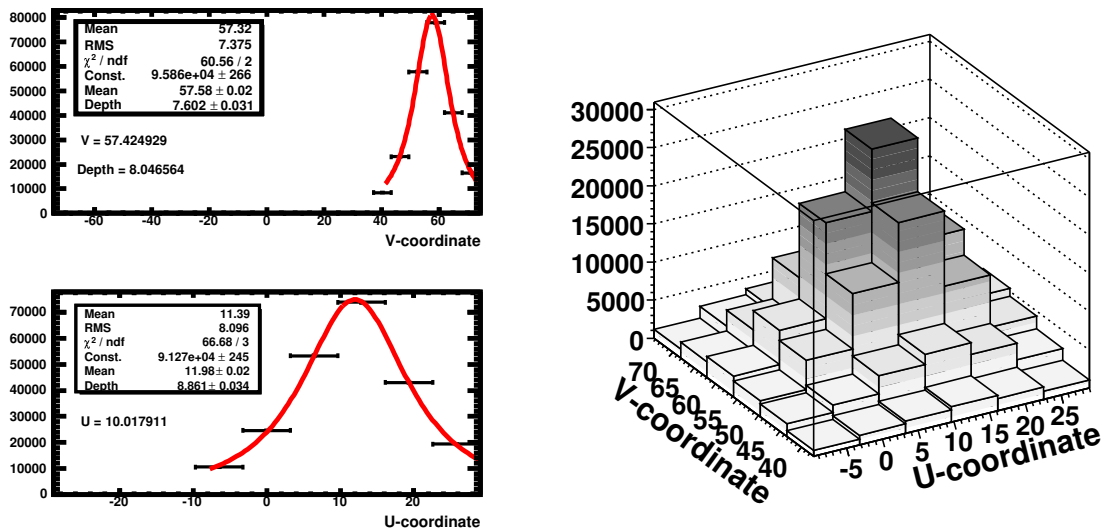 80000
70000
60000
50000
40000
30000
20000
10000
0
Mean 57.32
RMS 7.375
χ² / ndf 60.56 / 2
Const. 9.586e+04 ± 266
Mean 57.58 ± 0.02
Depth 7.602 ± 0.031
V = 57.424929
Depth = 8.046564
-60 -40 -20 0 20 40 60
V-coordinate
70000
60000
50000
40000
30000
20000
10000
0
Mean 11.39
RMS 8.096
χ² / ndf 66.68 / 3
Const. 9.127e+04 ± 245
Mean 11.98 ± 0.02
Depth 8.861 ± 0.034
U = 10.017911
-20 -10 0 10 20
U-coordinate
30000
25000
20000
15000
10000
5000
0
70 65 60 55 50 45 40
V-coordinate
-5 0 5 10 15 20 25
U-coordinate